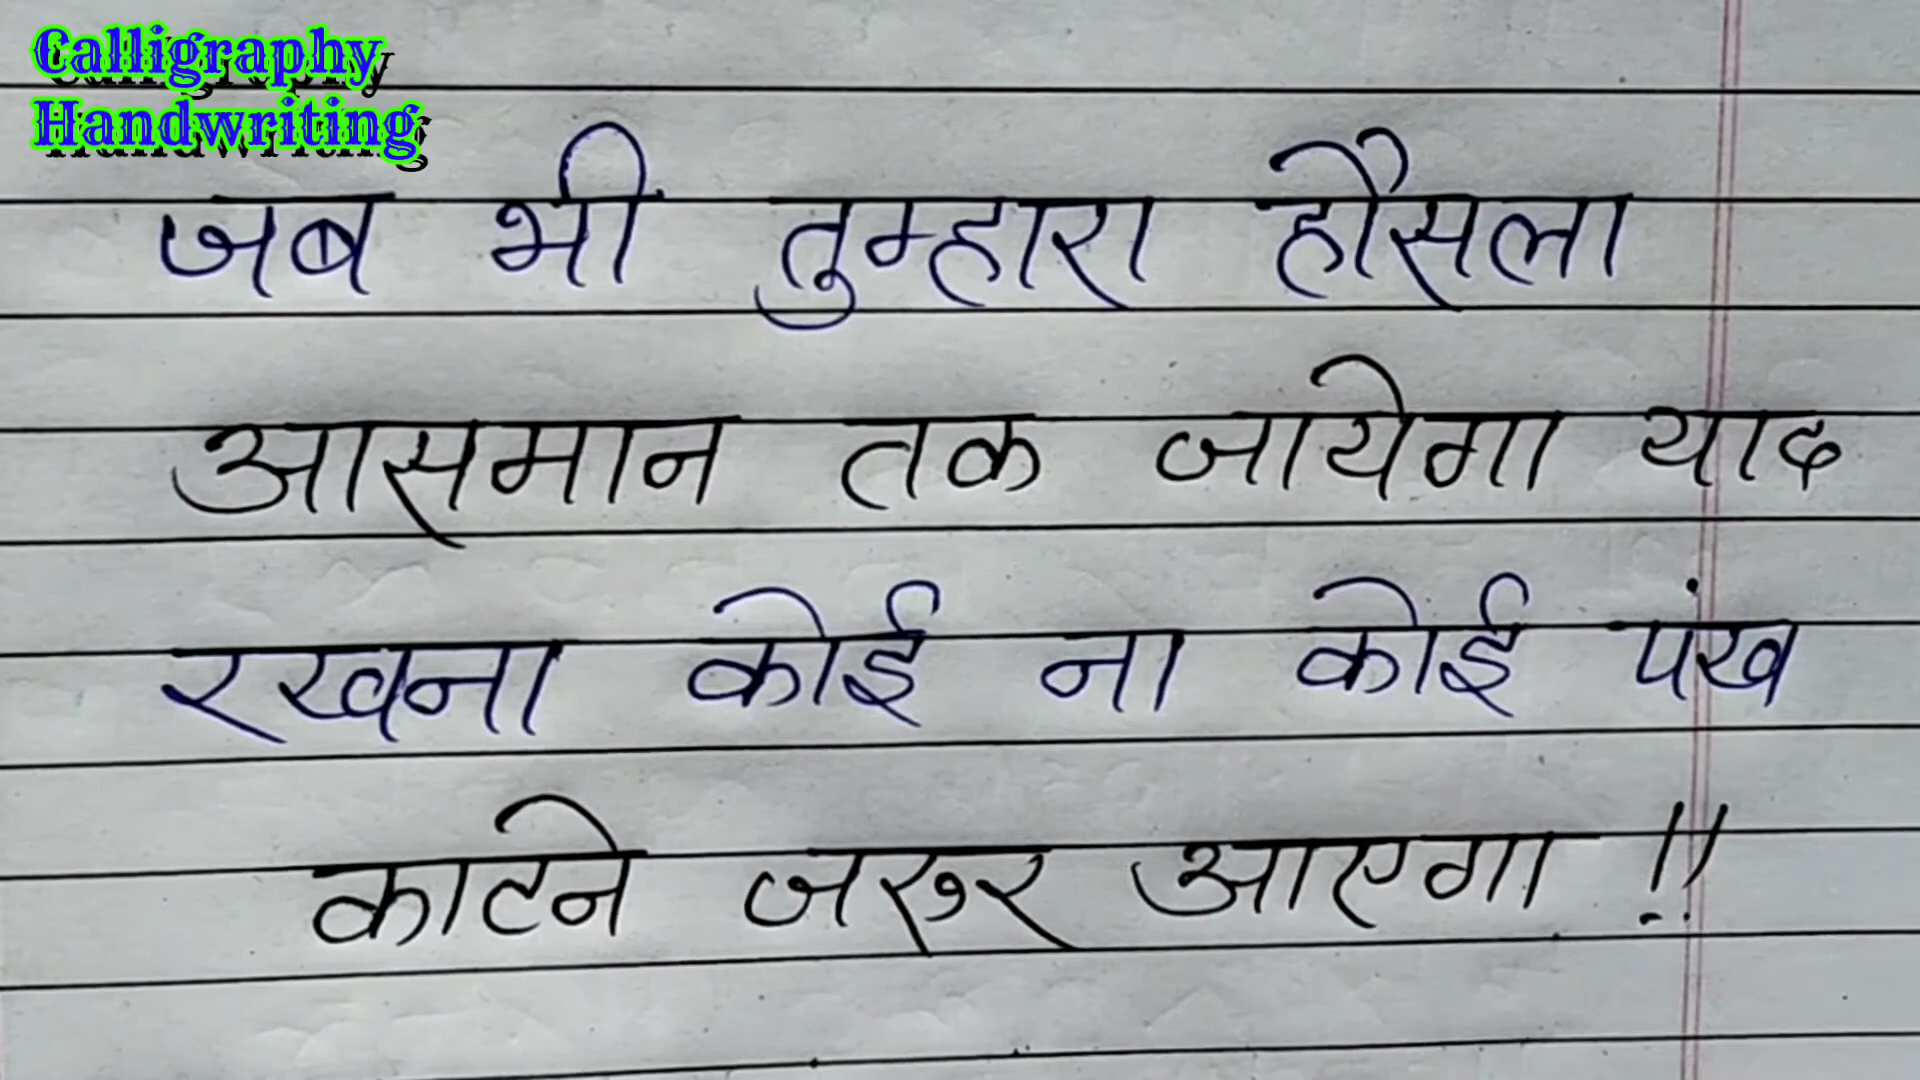 Calligraphy
Handwriting
जब भी तुम्हारा हौसला
आसमान तक जायेगा याद
रखना कोई ना कोई पंख
काटने जरुर आएगा !!